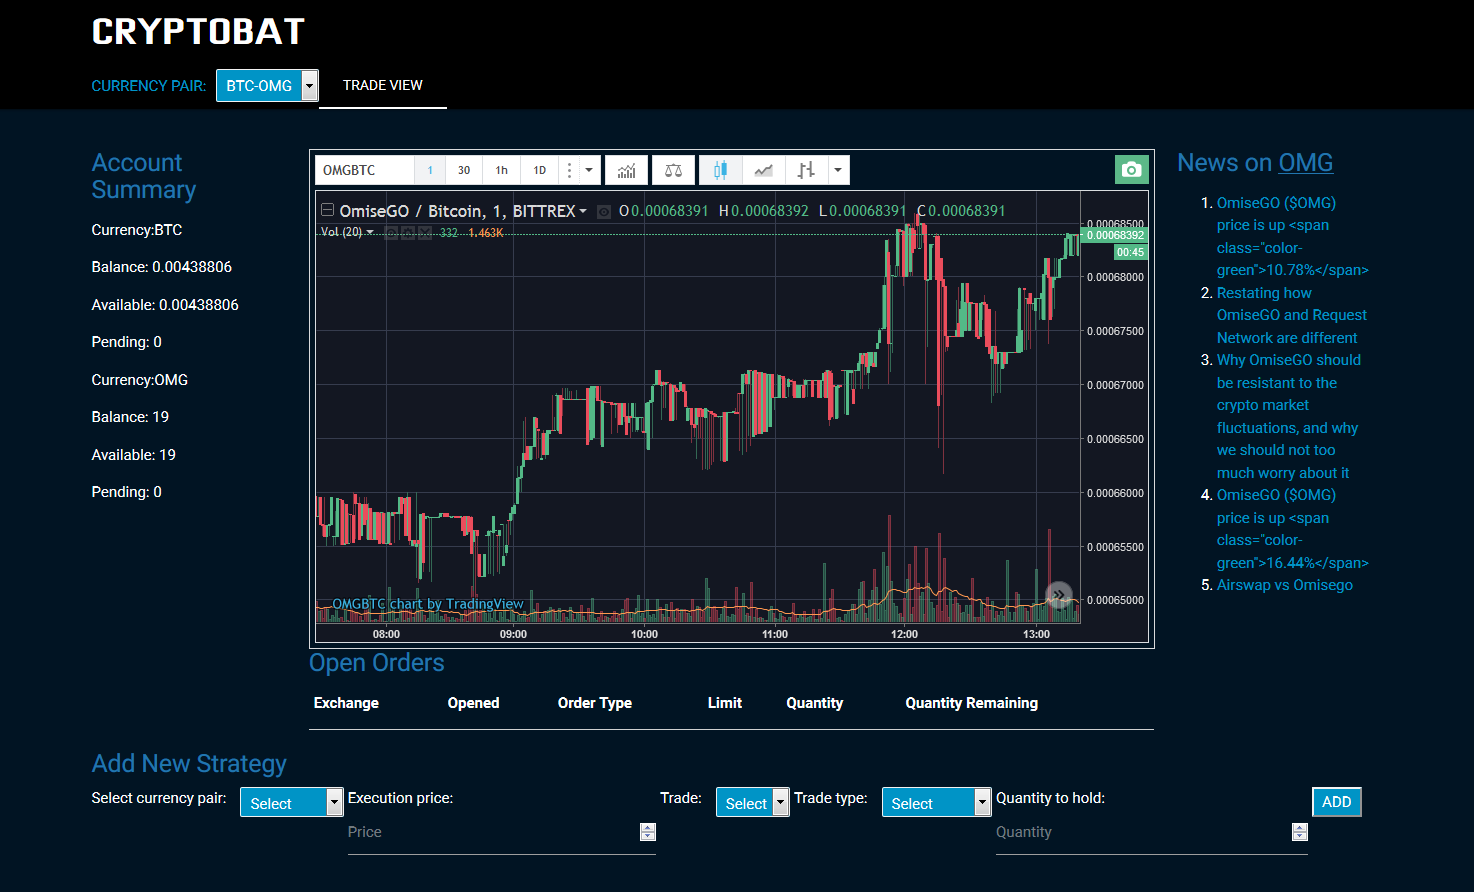 CRYPTOBAT
CURRENCY PAIR: BTC-OMG TRADE VIEW
Account
Summary
Currency:BTC
Balance: 0.00438806
Available: 0.00438806
Pending: 0
Currency:OMG
Balance: 19
Available: 19
Pending: 0
OMGBTC 1 30 1h 1D
OmiseGO / Bitcoin, 1, BITTREX O0.00068391 H0.00068392 L0.00068391 C0.00068391
Vol (20) 332 1.463K
0.00068500
0.00068392
00:45
0.00068000
0.00067500
0.00067000
0.00066500
0.00066000
0.00065500
0.00065000
OMGBTC chart by TradingView
08:00 09:00 10:00 11:00 12:00 13:00
News on OMG
1. OmiseGO ($OMG)
price is up <span
class="color-
green">10.78%</span>
2. Restating how
OmiseGO and Request
Network are different
3. Why OmiseGO should
be resistant to the
crypto market
fluctuations, and why
we should not too
much worry about it
4. OmiseGO ($OMG)
price is up <span
class="color-
green">16.44%</span>
5. Airswap vs Omisego
Open Orders
Exchange Opened Order Type Limit Quantity Quantity Remaining
Add New Strategy
Select currency pair: Select Execution price: Trade: Select Trade type: Select Quantity to hold: ADD
Price Quantity